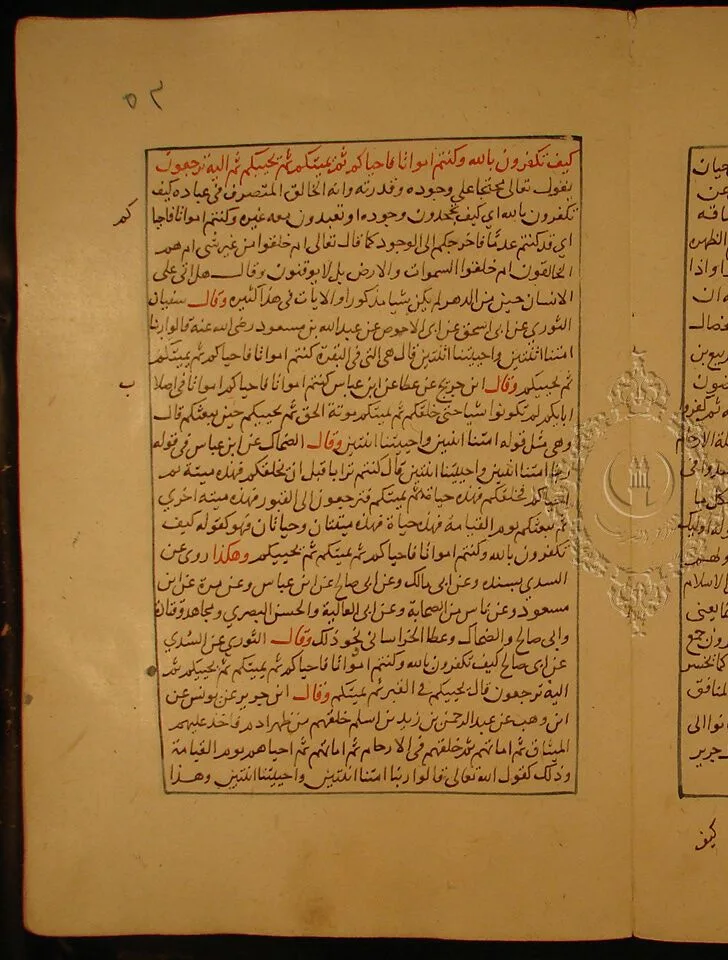 ٥٣
كيف تكفرون بالله وكنتم امواتا فاحياكم ثم يميتكم ثم يحييكم ثم اليه ترجعون
يقول تعالى محتجا على وجوده وقدرته وانه الخالق المتصرف في عباده كيف
تكفرون بالله اي كيف تجحدون وجوده او تعبدون معه غيره وكنتم امواتا فاحيا
كم
اي قد كنتم عدما فاخرجكم الى الوجود كما قال تعالى ام خلقوا من غير شي ام هم
الخالقون ام خلقوا السموات والارض بل لا يوقنون وقال هل اتى على
الانسان حين من الدهر لم يكن شيا مذكورا والايات في هذا كثيره وقال سفيان
الثوري عن ابي اسحق عن ابي الاحوص عن عبد الله بن مسعود رضي الله عنه قالوا ربنا
امتنا اثنتين واحييتنا اثنتين قال هي التي في البقرة كنتم امواتا فاحياكم ثم يميتكم
ثم يحييكم وقال ابن جريج عن عطا عن ابن عباس كنتم امواتا فاحياكم امواتا في اصلا
ب
ابايكم لم تكونوا شيا حتى خلقكم ثم يميتكم موتة الحق ثم يحييكم حين يبعثكم قال
وهي مثل قوله امتنا اثنتين واحييتنا اثنتين وقال الضحاك عن ابن عباس في قوله
ربنا امتنا اثنتين واحييتنا اثنتين قال كنتم ترابا قبل ان يخلقكم فهذه ميتة ثم
احياكم فخلقكم فهذه حياة ثم يميتكم فترجعون الى القبور فهذه ميته اخرى
ثم يبعثكم يوم القيامة فهذه حياة فهذه ميتتان وحياتان فهو كقوله كيف
تكفرون بالله وكنتم امواتا فاحياكم ثم يميتكم ثم يحييكم وهكذا روى عن
السدي بسنده وعن ابي مالك وعن ابي صالح عن ابن عباس وعن مرة عن ابن
مسعود وعن ناس من الصحابة وعن ابي العالية والحسن البصري ومجاهد وقتادة
وابي صالح والضحاك وعطا الخراساني نحو ذلك وقال الثوري عن السدي
عن ابي صالح كيف تكفرون بالله وكنتم امواتا فاحياكم ثم يميتكم ثم يحييكم ثم
اليه ترجعون قال يحييكم في القبر ثم يميتكم وقال ابن جرير عن يونس عن
ابن وهب عن عبد الرحمن بن زيد بن اسلم خلقهم من ظهر ادم فاخذ عليهم
الميثاق ثم اماتهم ثم خلقهم في الارحام ثم اماتهم ثم احياهم يوم القيامة
وذلك كقول الله تعالى قالوا ربنا امتنا اثنتين واحييتنا اثنتين وهذا
كيف